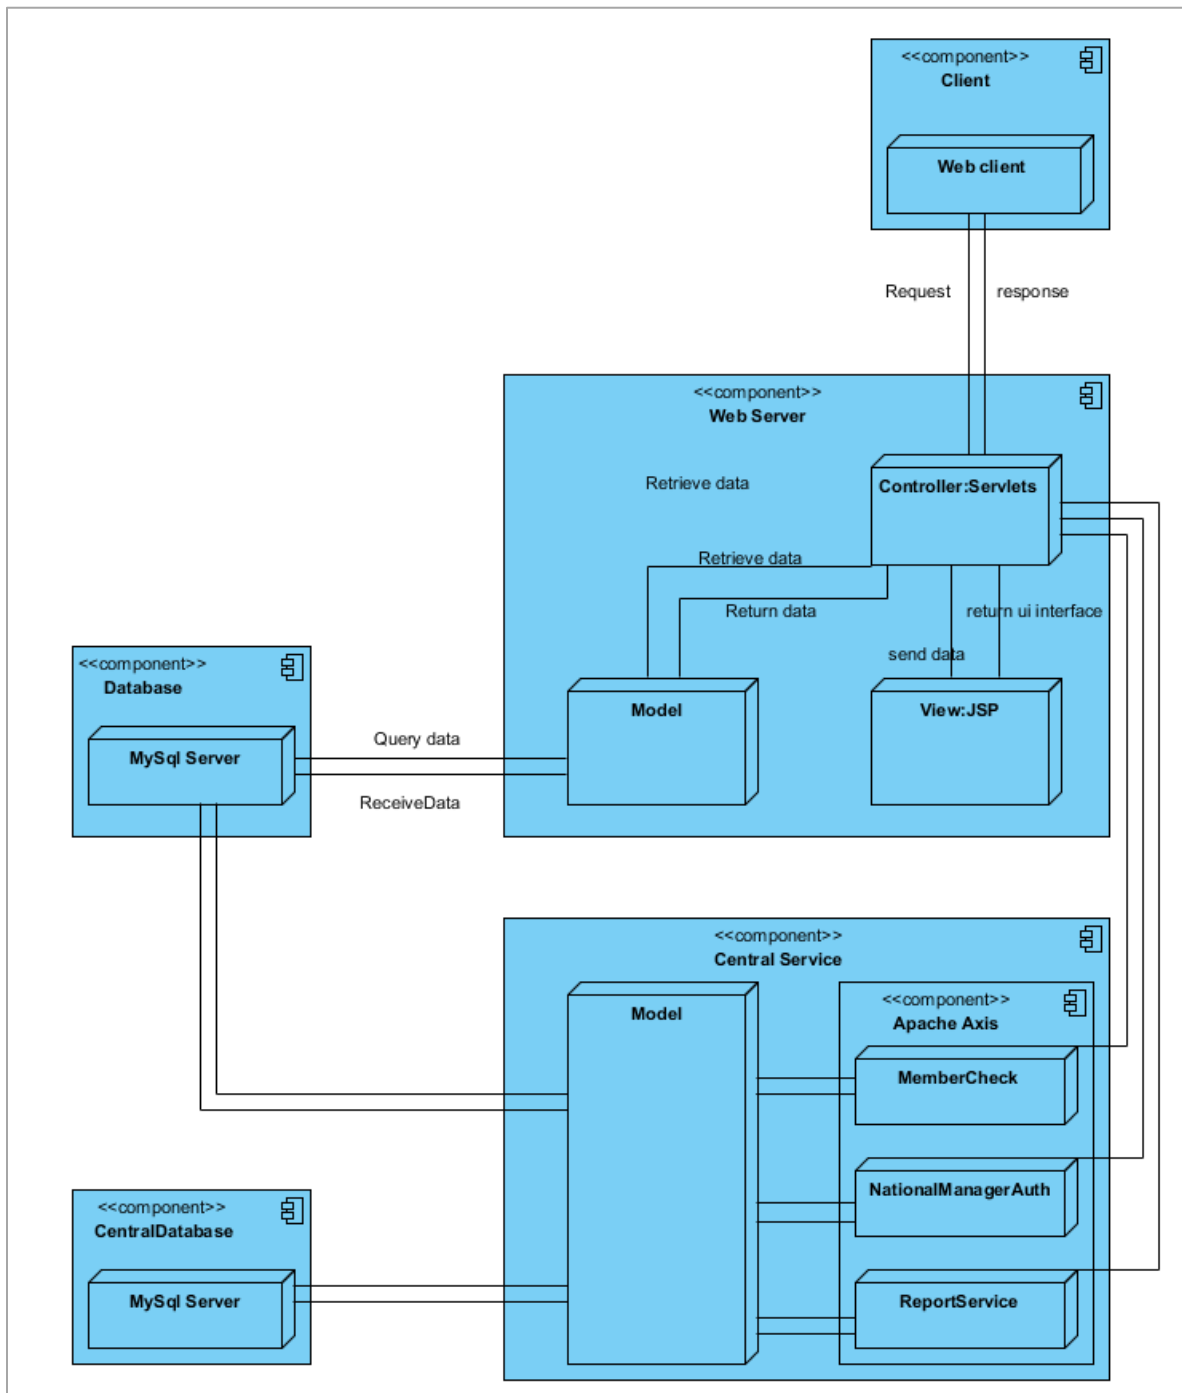 <<component>>
Client
Web client
Request
response
<<component>>
Web Server
Retrieve data
Controller:Servlets
Retrieve data
Return data
return ui interface
send data
Model
View:JSP
<<component>>
Database
MySql Server
Query data
ReceiveData
<<component>>
Central Service
Model
<<component>>
Apache Axis
MemberCheck
NationalManagerAuth
ReportService
<<component>>
CentralDatabase
MySql Server